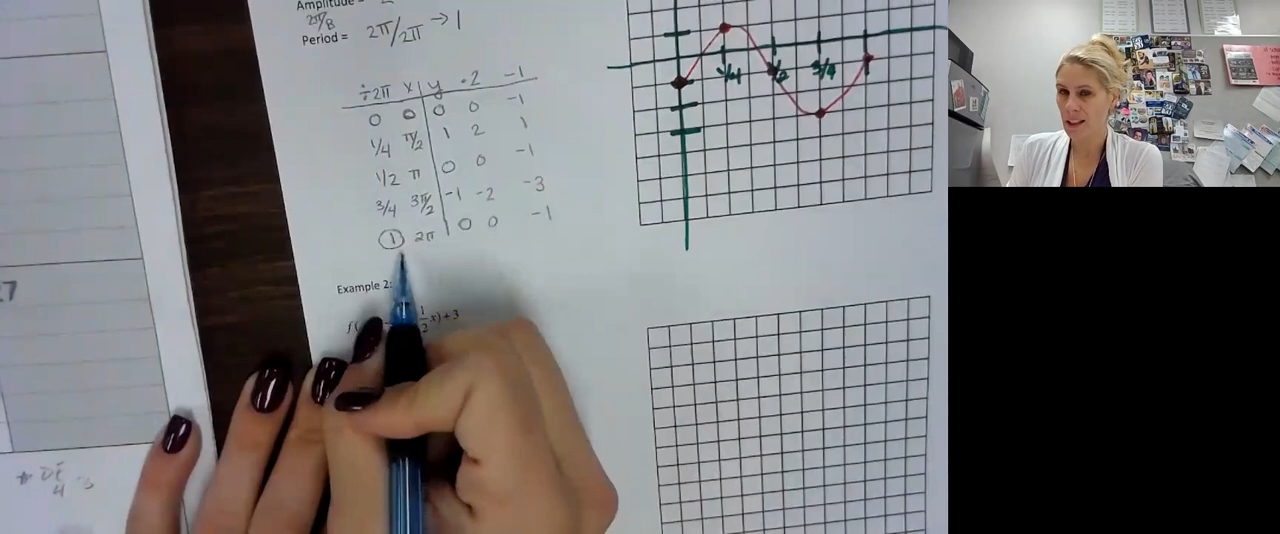 Amplitude =
2π/B
Period = 2π/2π → 1
÷2π x y ·2 -1
0 0 0 0 -1
1/4 π/2 1 2 1
1/2 π 0 0 -1
3/4 3π/2 -1 -2 -3
1 2π 0 0 -1
1/4 1/2 3/4
Example 2:
f( 1/2 x)+3